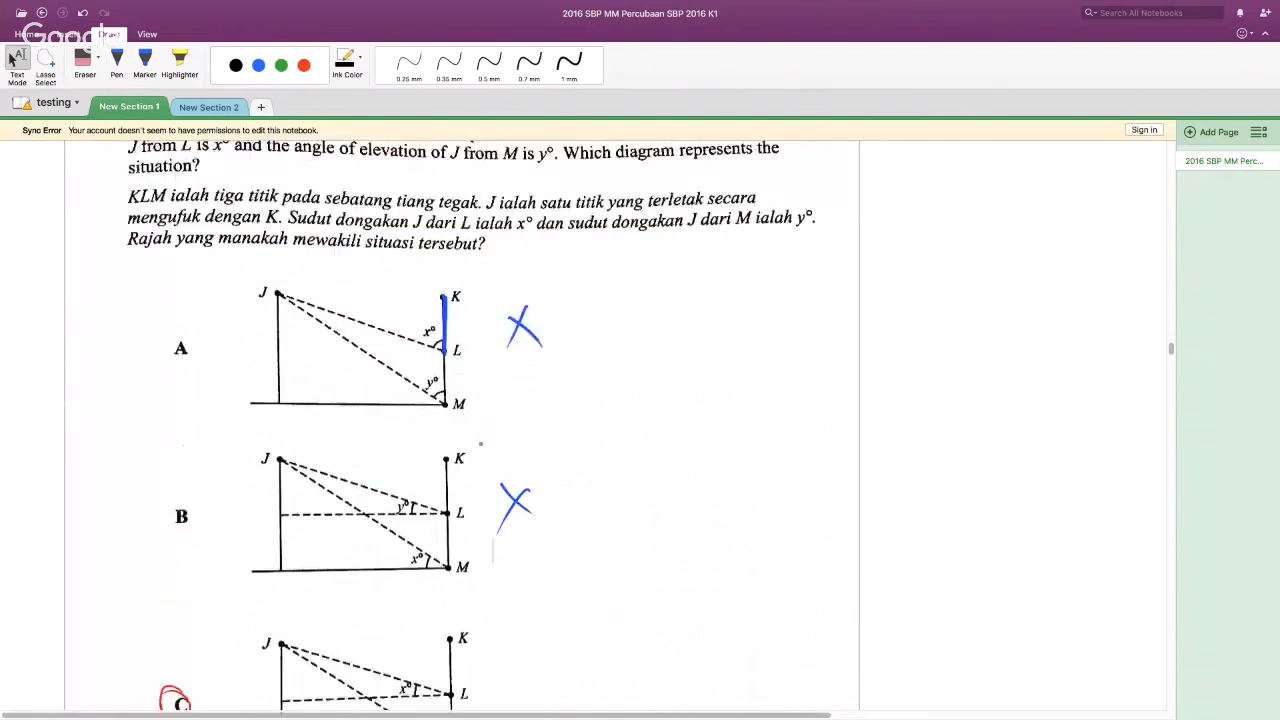 2016 SBP MM Percubaan SBP 2016 K1
Search All Notebooks
Google
Home Insert Draw View
Text Mode
Lasso Select
Eraser
Pen
Marker
Highlighter
Ink Color
0.25 mm
0.35 mm
0.5 mm
0.7 mm
1 mm
testing
New Section 1
New Section 2
+
Sync Error Your account doesn't seem to have permissions to edit this notebook.
Sign in
Add Page
2016 SBP MM Perc...
J from L is x° and the angle of elevation of J from M is y°. Which diagram represents the
situation?
KLM ialah tiga titik pada sebatang tiang tegak. J ialah satu titik yang terletak secara
mengufuk dengan K. Sudut dongakan J dari L ialah x° dan sudut dongakan J dari M ialah y°.
Rajah yang manakah mewakili situasi tersebut?
J K
x°
A L
y°
M
J K
y° L
B
x° M
J K
x° L
C